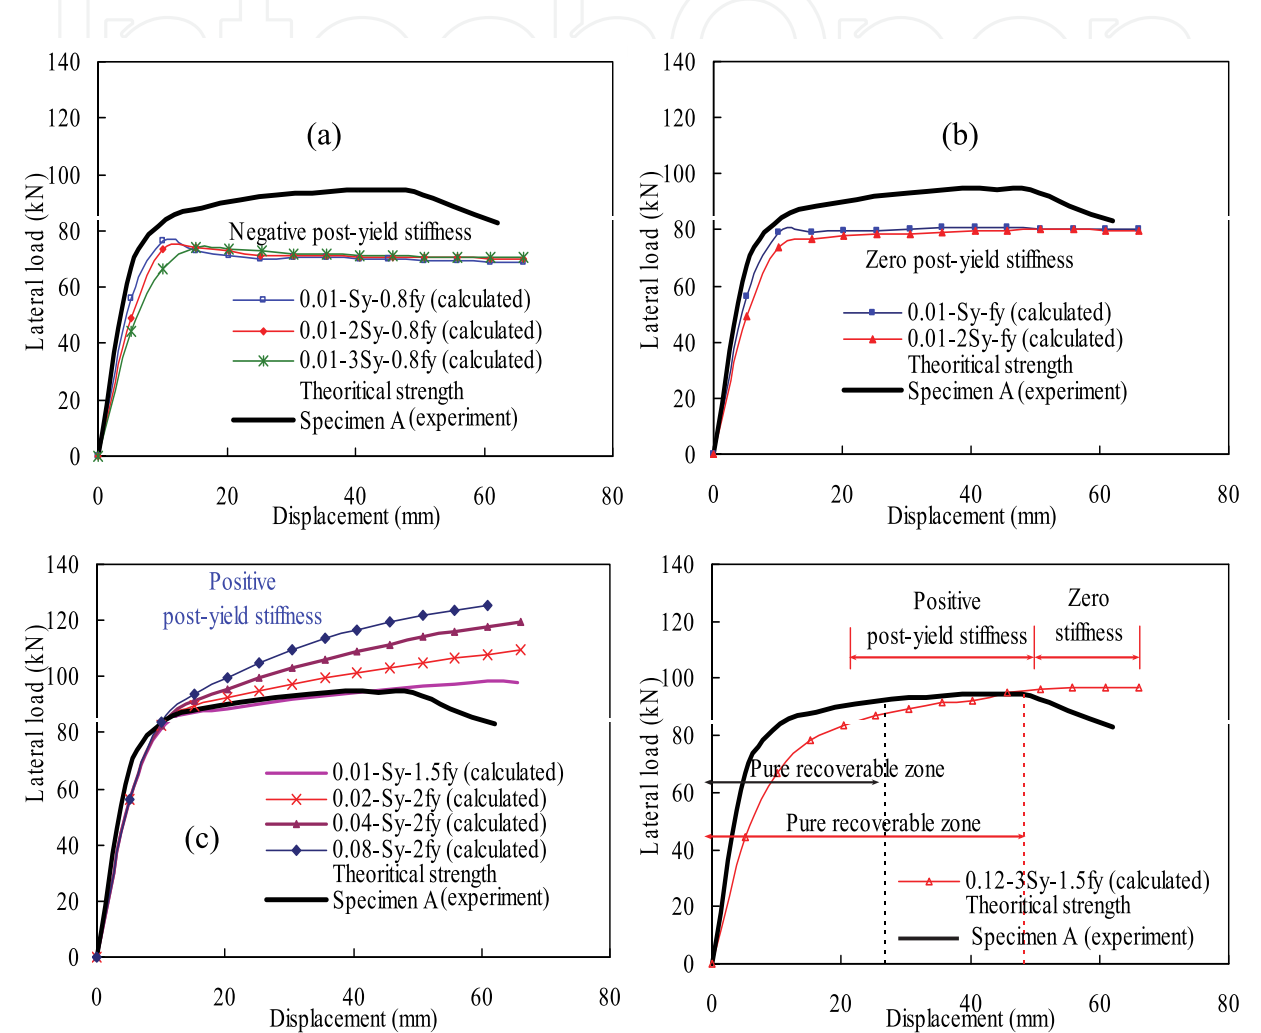 IntechOpen
140
120
100
80
60
40
20
0
0 20 40 60 80
Lateral load (kN)
Displacement (mm)
(a)
Negative post-yield stiffness
0.01-Sy-0.8fy (calculated)
0.01-2Sy-0.8fy (calculated)
0.01-3Sy-0.8fy (calculated)
Theoritical strength
Specimen A (experiment)
140
120
100
80
60
40
20
0
0 20 40 60 80
Lateral load (kN)
Displacement (mm)
(b)
Zero post-yield stiffness
0.01-Sy-fy (calculated)
0.01-2Sy-fy (calculated)
Theoritical strength
Specimen A (experiment)
140
120
100
80
60
40
20
0
0 20 40 60 80
Lateral load (kN)
Displacement (mm)
Positive
post-yield stiffness
(c)
0.01-Sy-1.5fy (calculated)
0.02-Sy-2fy (calculated)
0.04-Sy-2fy (calculated)
0.08-Sy-2fy (calculated)
Theoritical strength
Specimen A (experiment)
140
120
100
80
60
40
20
0
0 20 40 60 80
Lateral load (kN)
Displacement (mm)
Positive
post-yield stiffness
Zero
stiffness
Pure recoverable zone
Pure recoverable zone
0.12-3Sy-1.5fy (calculated)
Theoritical strength
Specimen A (experiment)